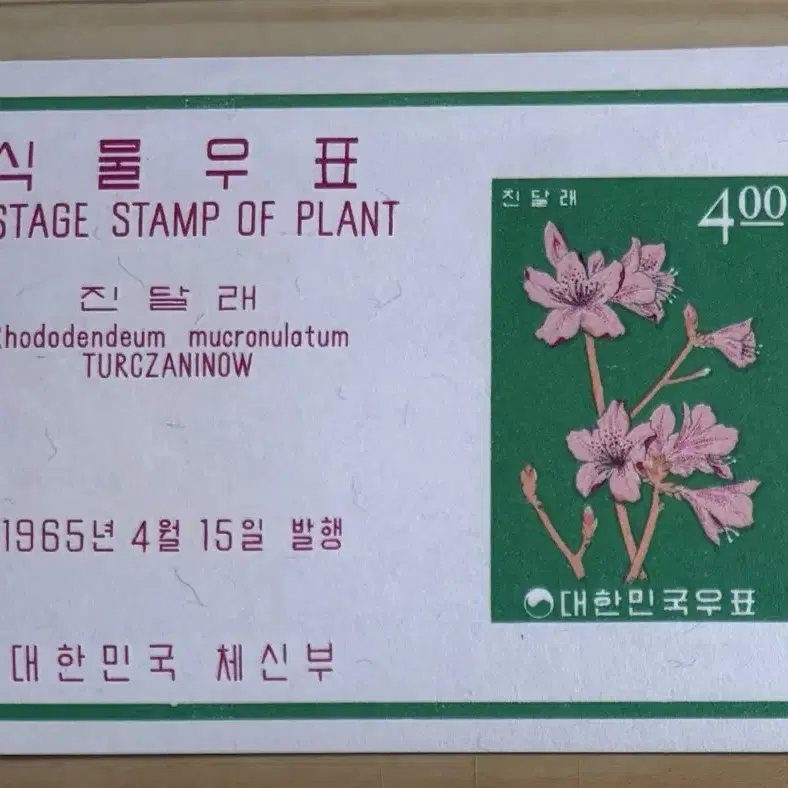 식물우표
STAGE STAMP OF PLANT
진달래
hododendeum mucronulatum
TURCZANINOW
1965년 4월 15일 발행
대한민국 체신부
진달래
4.00
대한민국우표